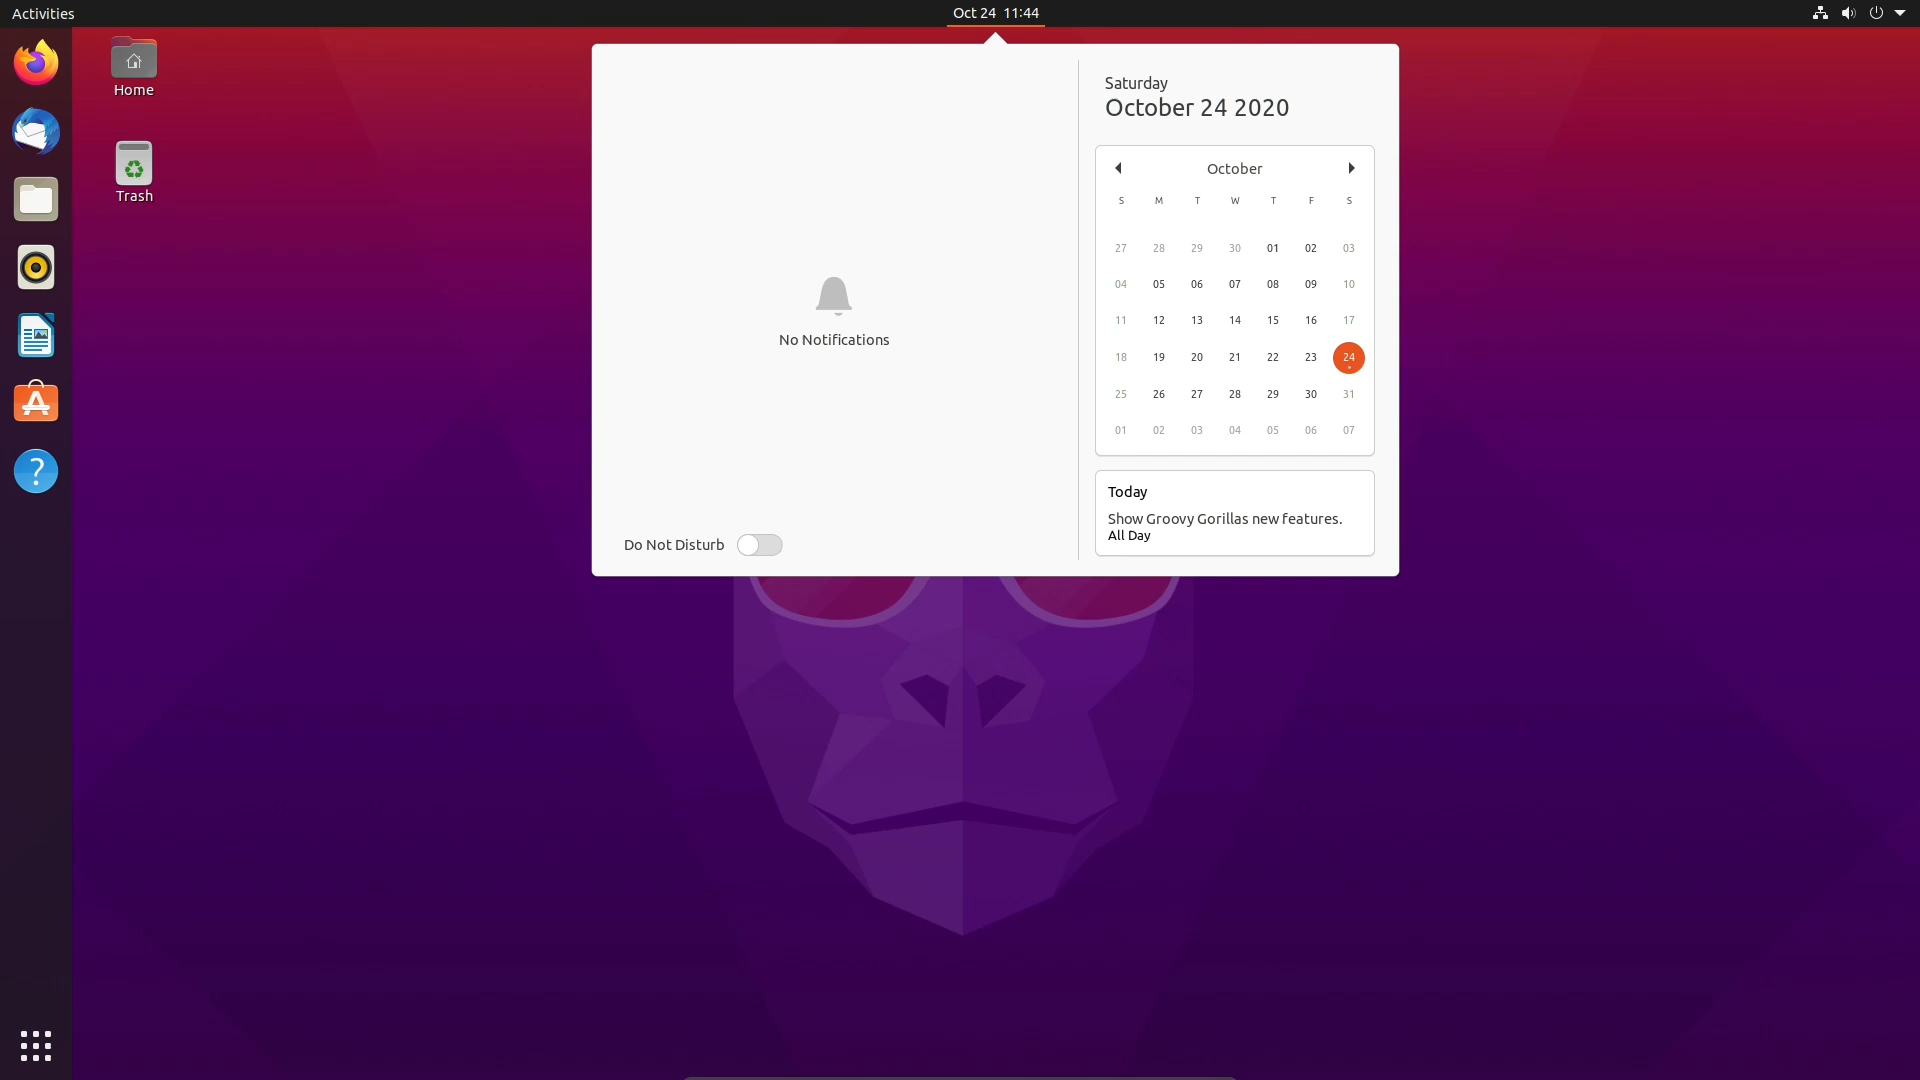 Activities
Oct 24 11:44
Home
Trash
No Notifications
Do Not Disturb
Saturday
October 24 2020
October
S M T W T F S
27 28 29 30 01 02 03
04 05 06 07 08 09 10
11 12 13 14 15 16 17
18 19 20 21 22 23 24
25 26 27 28 29 30 31
01 02 03 04 05 06 07
Today
Show Groovy Gorillas new features.
All Day
?